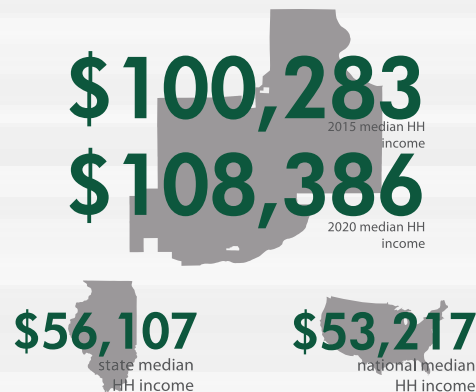 $100,283
2015 median HH
income
$108,386
2020 median HH
income
$56,107
state median
HH income
$53,217
national median
HH income